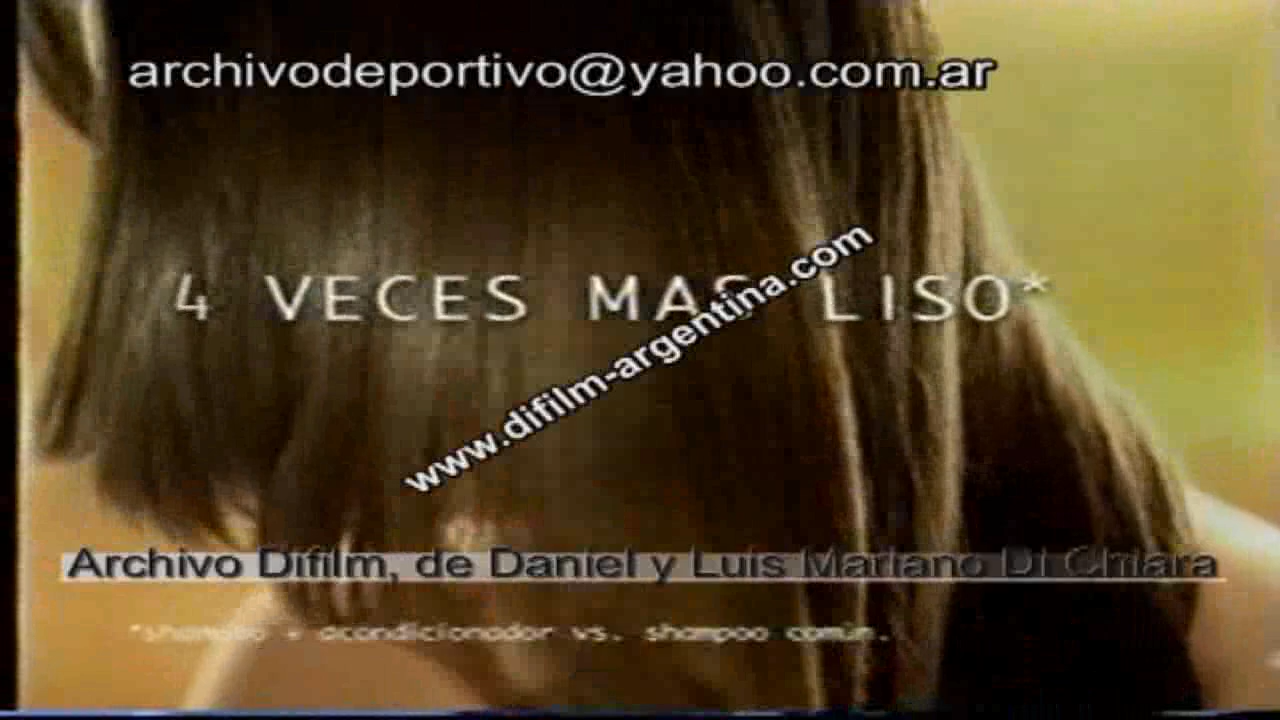 archivodeportivo@yahoo.com.ar
4 VECES MAS LISO*
www.difilm-argentina.com
Archivo Difilm, de Daniel y Luis Mariano Di Chiara
*shampoo + acondicionador vs. shampoo común.